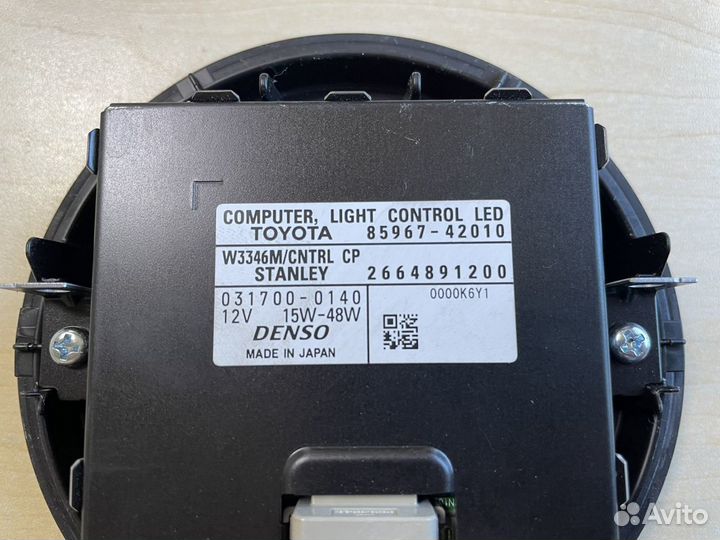 COMPUTER, LIGHT CONTROL LED
TOYOTA 85967-42010
W3346M/CNTRL CP
STANLEY 2664891200
031700-0140 0000K6Y1
12V 15W-48W
DENSO
MADE IN JAPAN
Avito